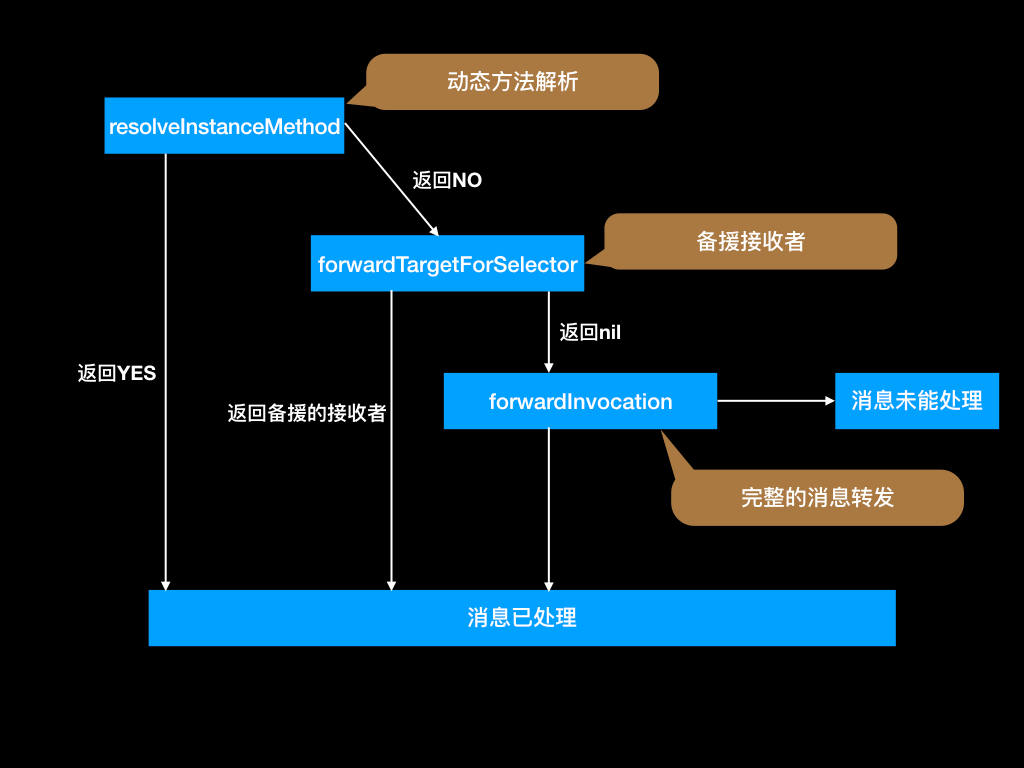 动态方法解析
resolveInstanceMethod
返回NO
备援接收者
forwardTargetForSelector
返回nil
返回YES
forwardInvocation
消息未能处理
返回备援的接收者
完整的消息转发
消息已处理